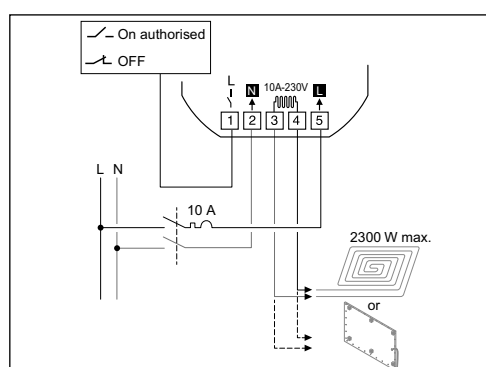 On authorised
OFF
L
N
10A-230V
L
1 2 3 4 5
L N
10 A
2300 W max.
or